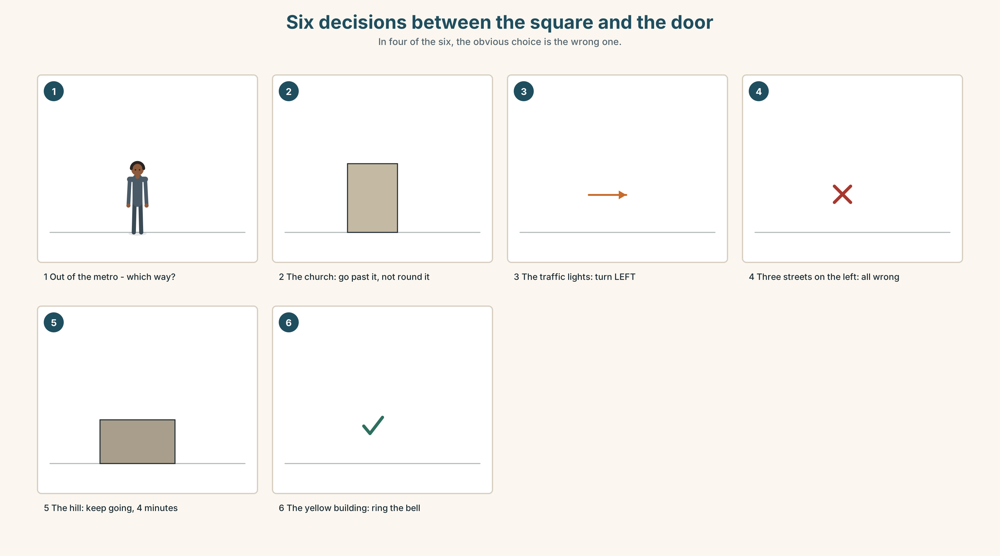 Six decisions between the square and the door
In four of the six, the obvious choice is the wrong one.
1
2
3
4
1 Out of the metro - which way?
2 The church: go past it, not round it
3 The traffic lights: turn LEFT
4 Three streets on the left: all wrong
5
6
5 The hill: keep going, 4 minutes
6 The yellow building: ring the bell